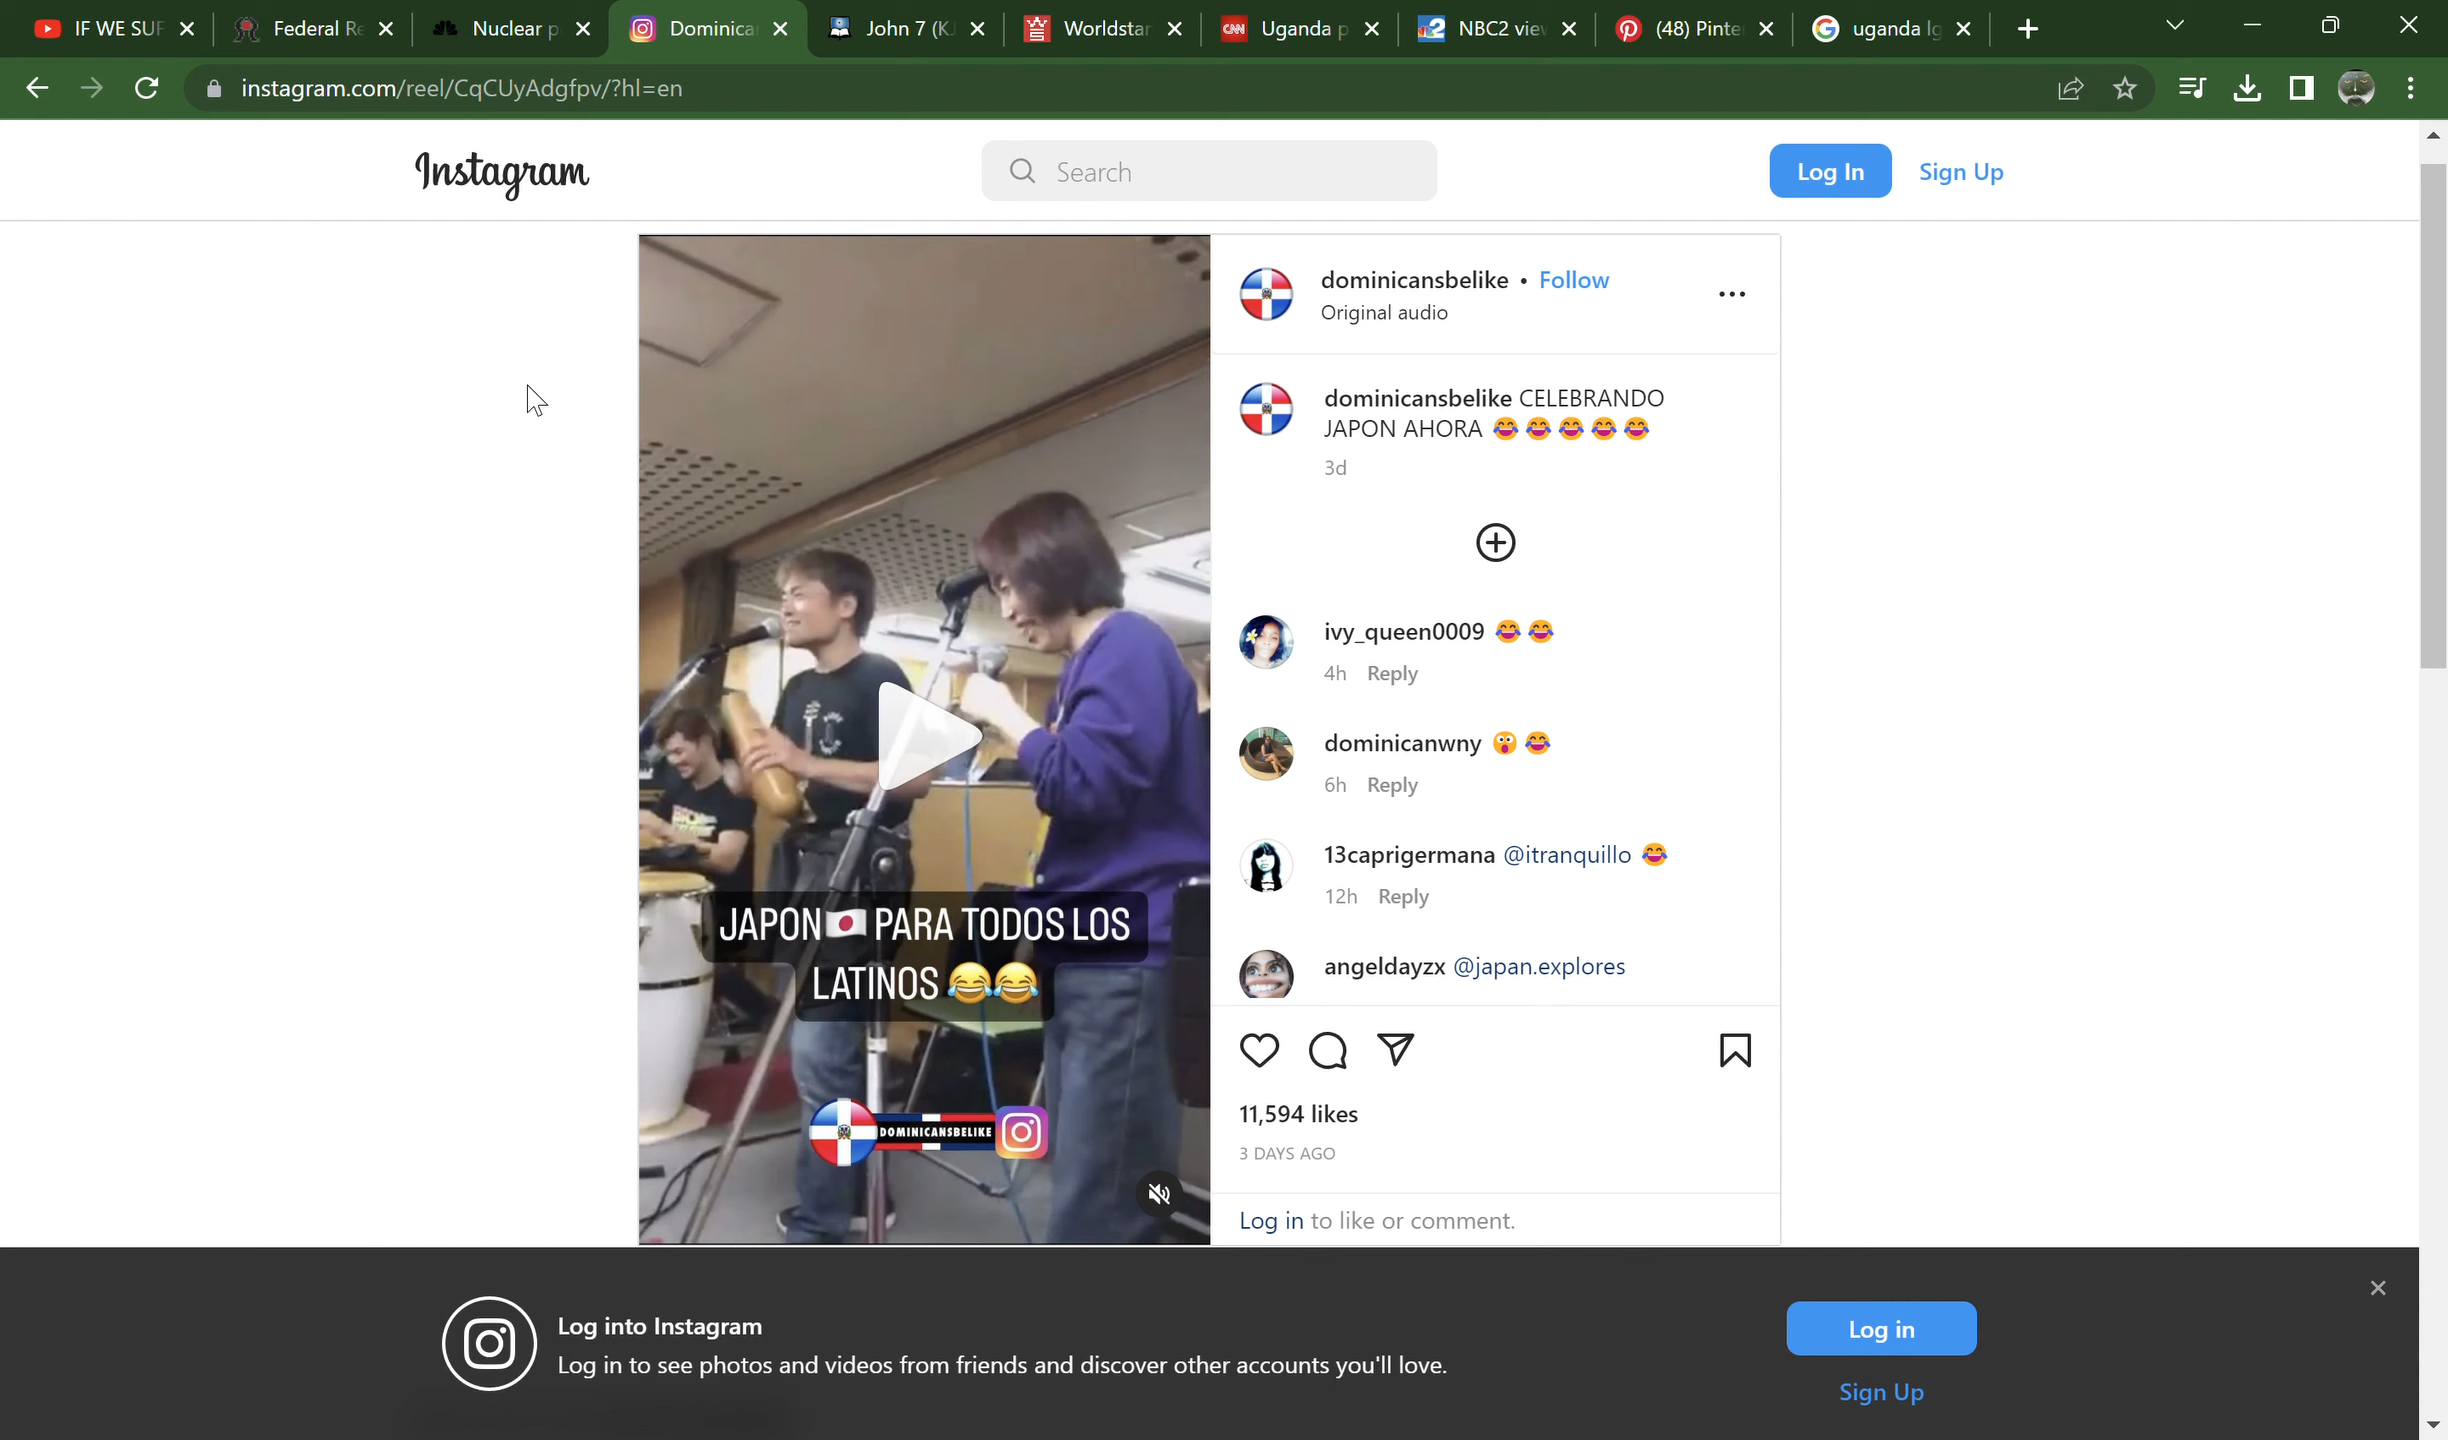 IF WE SUF
Federal Re
Nuclear p
Dominica
John 7 (KJ
Worldstar
CNN Uganda p
2 NBC2 view
(48) Pinte
uganda lg
instagram.com/reel/CqCUyAdgfpv/?hl=en
Instagram
Search
Log In
Sign Up
dominicansbelike • Follow
Original audio
dominicansbelike CELEBRANDO
JAPON AHORA 😂😂😂😂😂
3d
ivy_queen0009 😂😂
4h Reply
dominicanwny 😲😂
6h Reply
13caprigermana @itranquillo 😂
12h Reply
angeldayzx @japan.explores
JAPON🇯🇵PARA TODOS LOS
LATINOS 😂😂
DOMINICANSBELIKE
11,594 likes
3 DAYS AGO
Log in to like or comment.
Log into Instagram
Log in to see photos and videos from friends and discover other accounts you'll love.
Log in
Sign Up